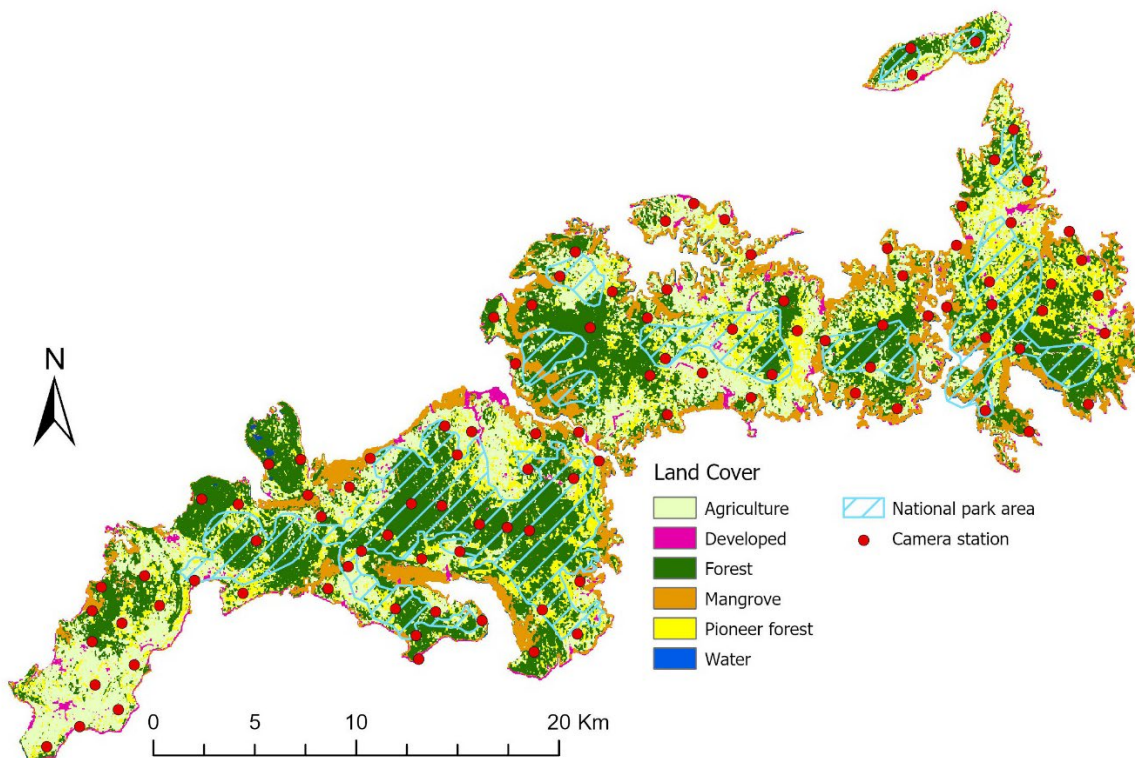 N
Land Cover
Agriculture
Developed
Forest
Mangrove
Pioneer forest
Water
National park area
Camera station
0 5 10 20 Km